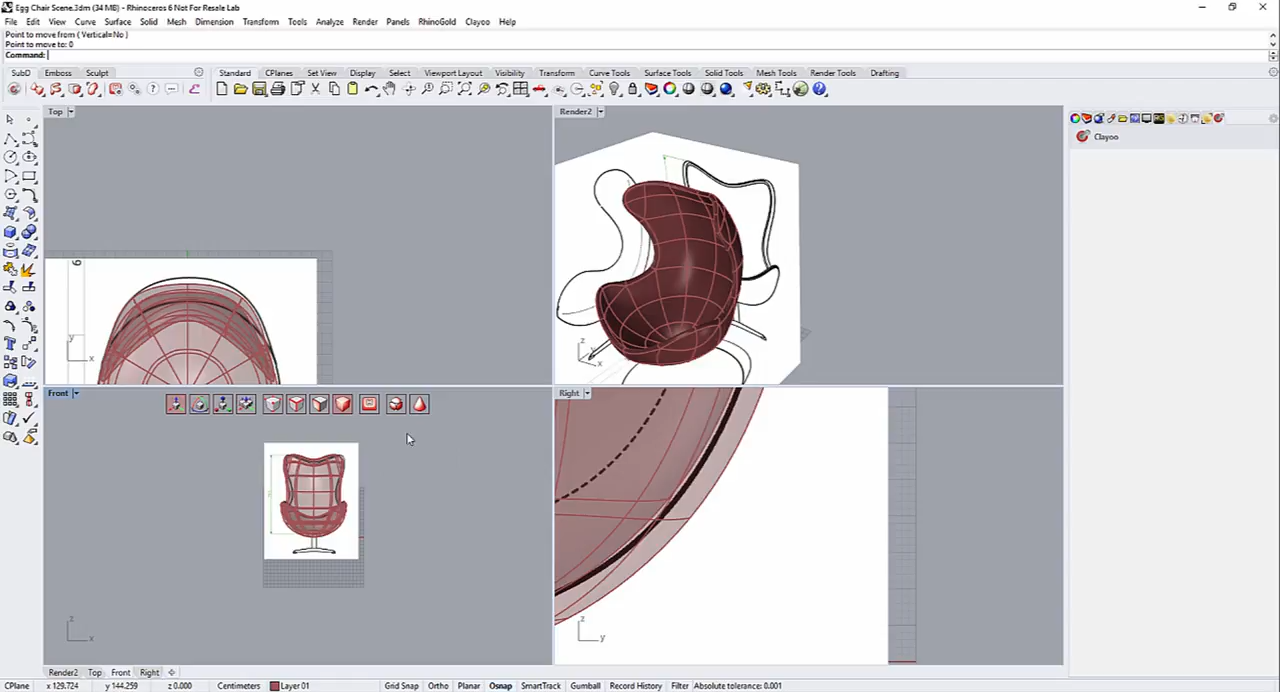 Egg Chair Scene.3dm (34 MB) - Rhinoceros 6 Not For Resale Lab
File Edit View Curve Surface Solid Mesh Dimension Transform Tools Analyze Render Panels RhinoGold Clayoo Help
Point to move from ( Vertical=No )
Point to move to: 0
Command:
SubD Emboss Sculpt Standard CPlanes Set View Display Select Viewport Layout Visibility Transform Curve Tools Surface Tools Solid Tools Mesh Tools Render Tools Drafting
Top Render2
Clayoo
6
y x
z y x
Front Right
z x
z y
Render2 Top Front Right
CPlane x 129.724 y 144.259 z 0.000 Centimeters Layer 01 Grid Snap Ortho Planar Osnap SmartTrack Gumball Record History Filter Absolute tolerance: 0.001